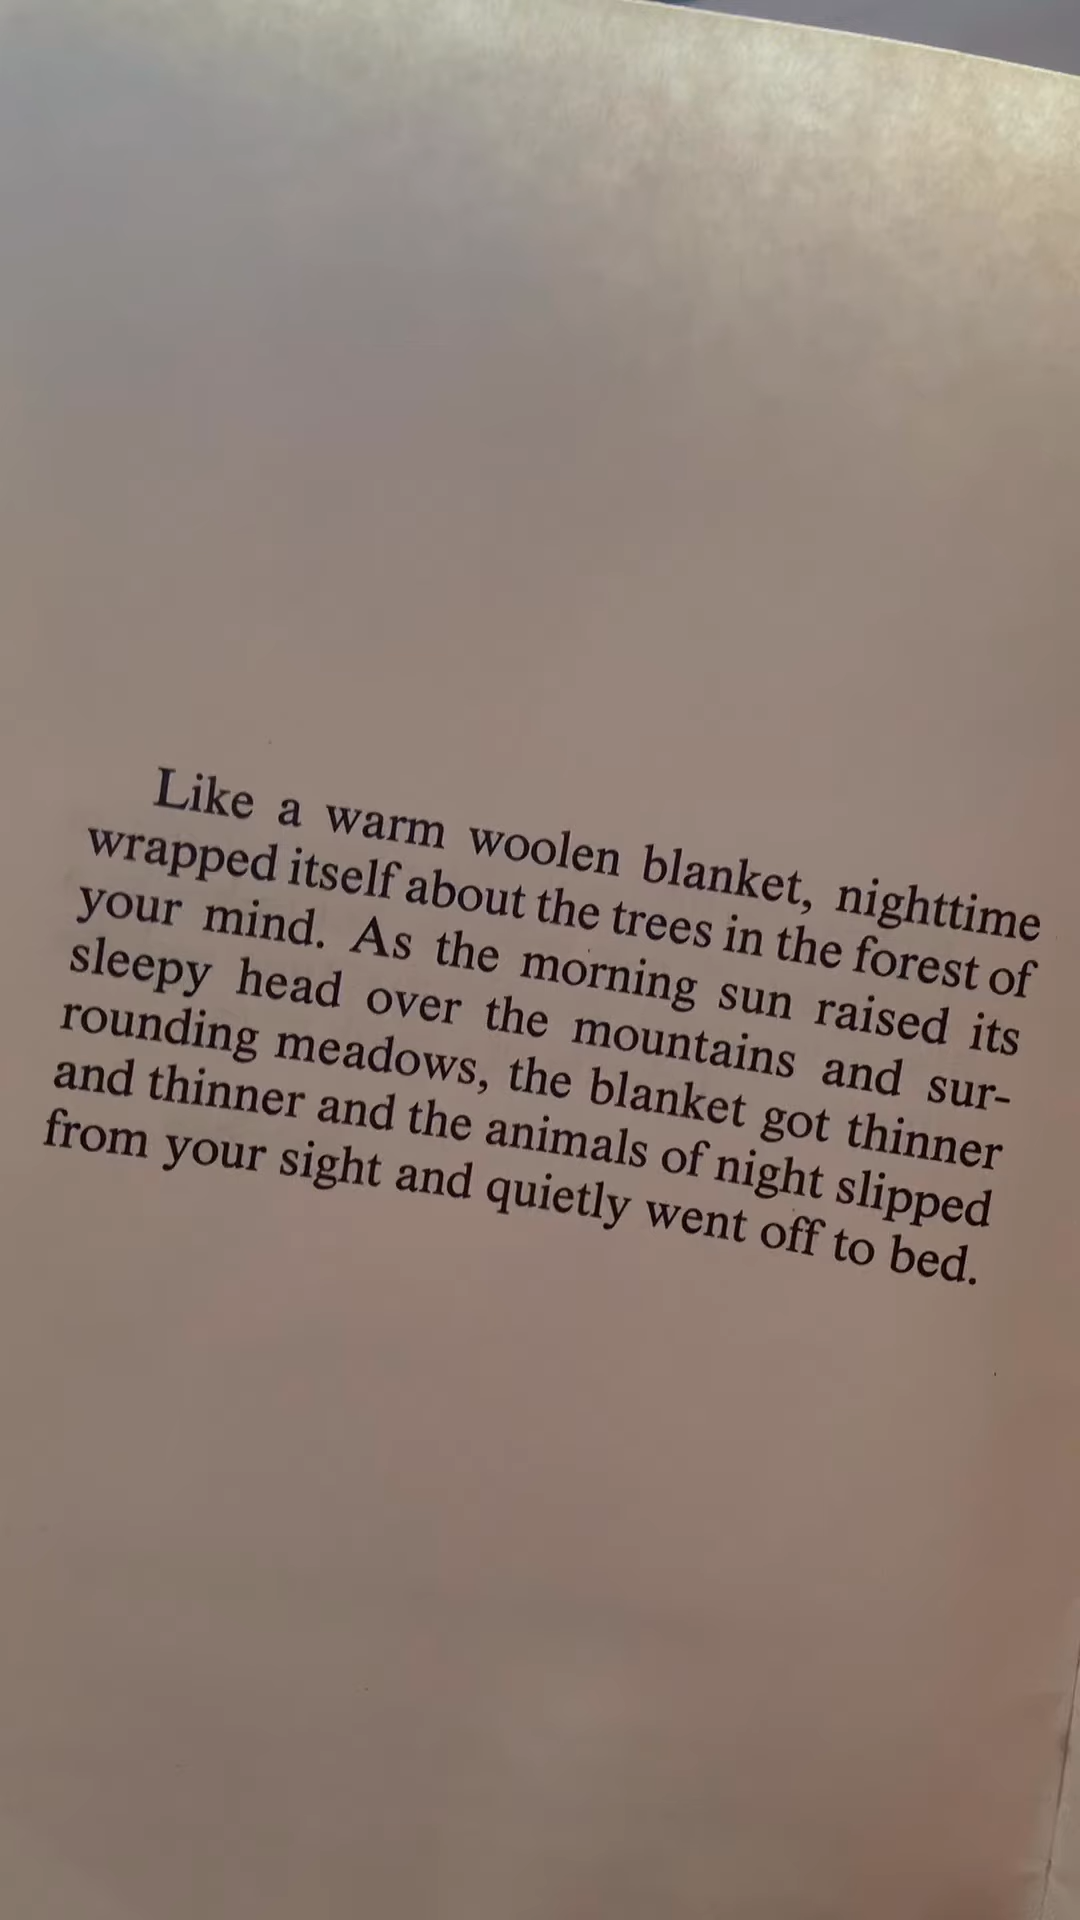 Like a warm woolen blanket, nighttime
wrapped itself about the trees in the forest of
your mind. As the morning sun raised its
sleepy head over the mountains and sur-
rounding meadows, the blanket got thinner
and thinner and the animals of night slipped
from your sight and quietly went off to bed.